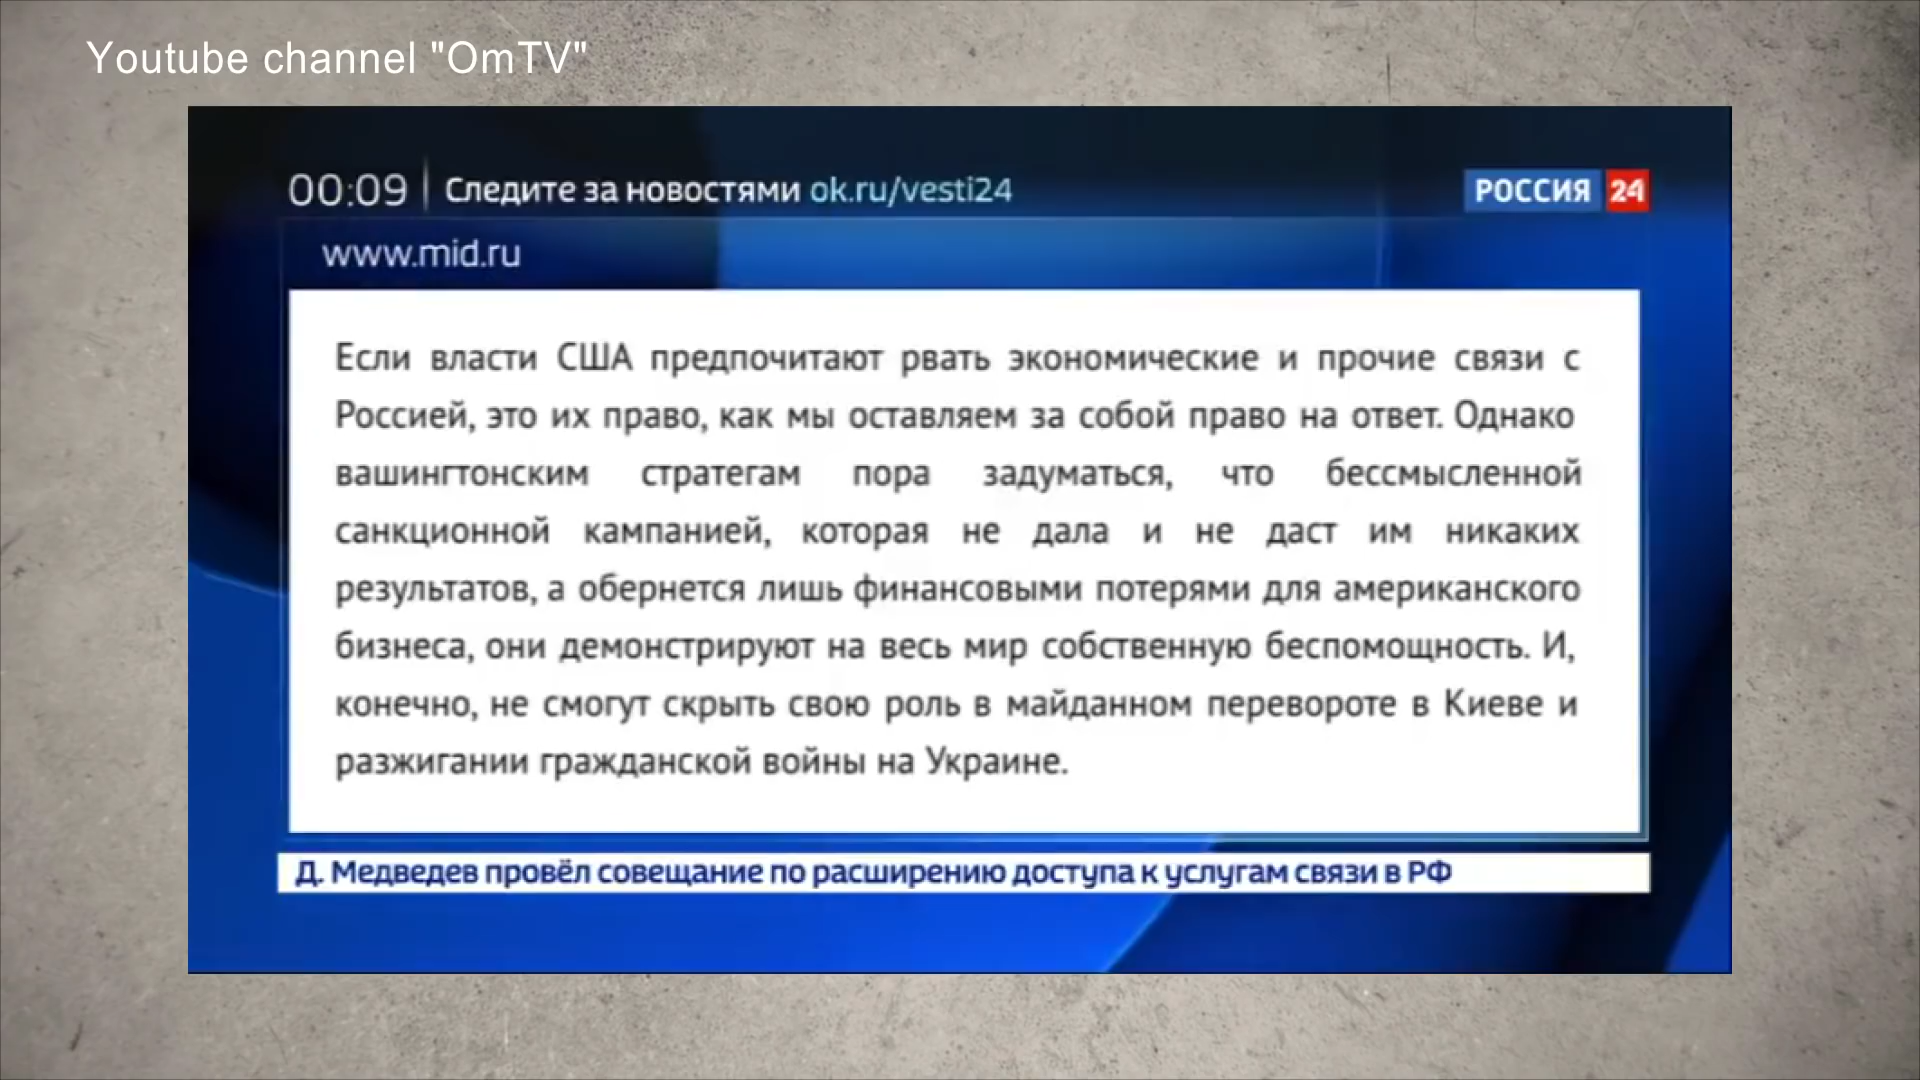 Youtube channel "OmTV"
00:09 Следите за новостями ok.ru/vesti24 РОССИЯ 24
www.mid.ru
Если власти США предпочитают рвать экономические и прочие связи с
Россией, это их право, как мы оставляем за собой право на ответ. Однако
вашингтонским стратегам пора задуматься, что бессмысленной
санкционной кампанией, которая не дала и не даст им никаких
результатов, а обернется лишь финансовыми потерями для американского
бизнеса, они демонстрируют на весь мир собственную беспомощность. И,
конечно, не смогут скрыть свою роль в майданном перевороте в Киеве и
разжигании гражданской войны на Украине.
Д. Медведев провёл совещание по расширению доступа к услугам связи в РФ